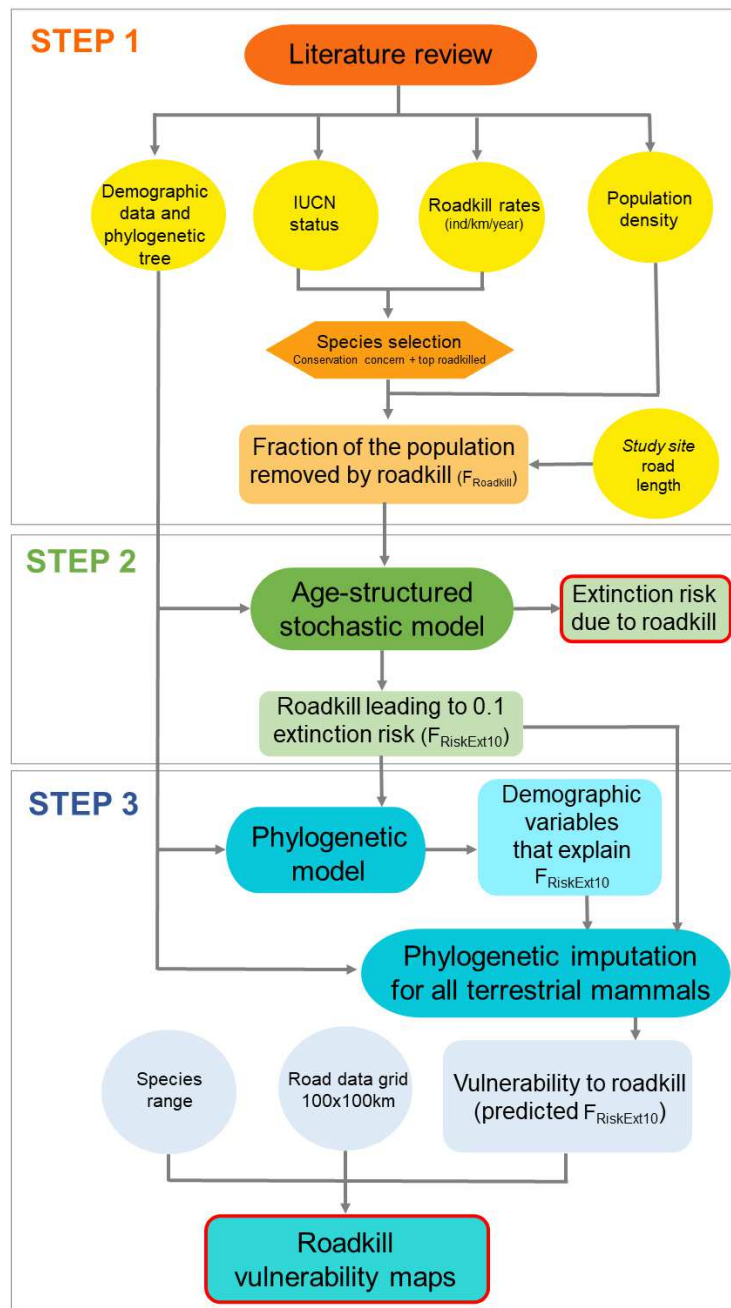 STEP 1
Literature review
Demographic
data and
phylogenetic
tree
IUCN
status
Roadkill rates
(ind/km/year)
Population
density
Species selection
Conservation concern + top roadkilled
Fraction of the population
removed by roadkill (FRoadkill)
Study site
road
length
STEP 2
Age-structured
stochastic model
Extinction risk
due to roadkill
Roadkill leading to 0.1
extinction risk (FRiskExt10)
STEP 3
Phylogenetic
model
Demographic
variables
that explain
FRiskExt10
Phylogenetic imputation
for all terrestrial mammals
Species
range
Road data grid
100x100km
Vulnerability to roadkill
(predicted FRiskExt10)
Roadkill
vulnerability maps